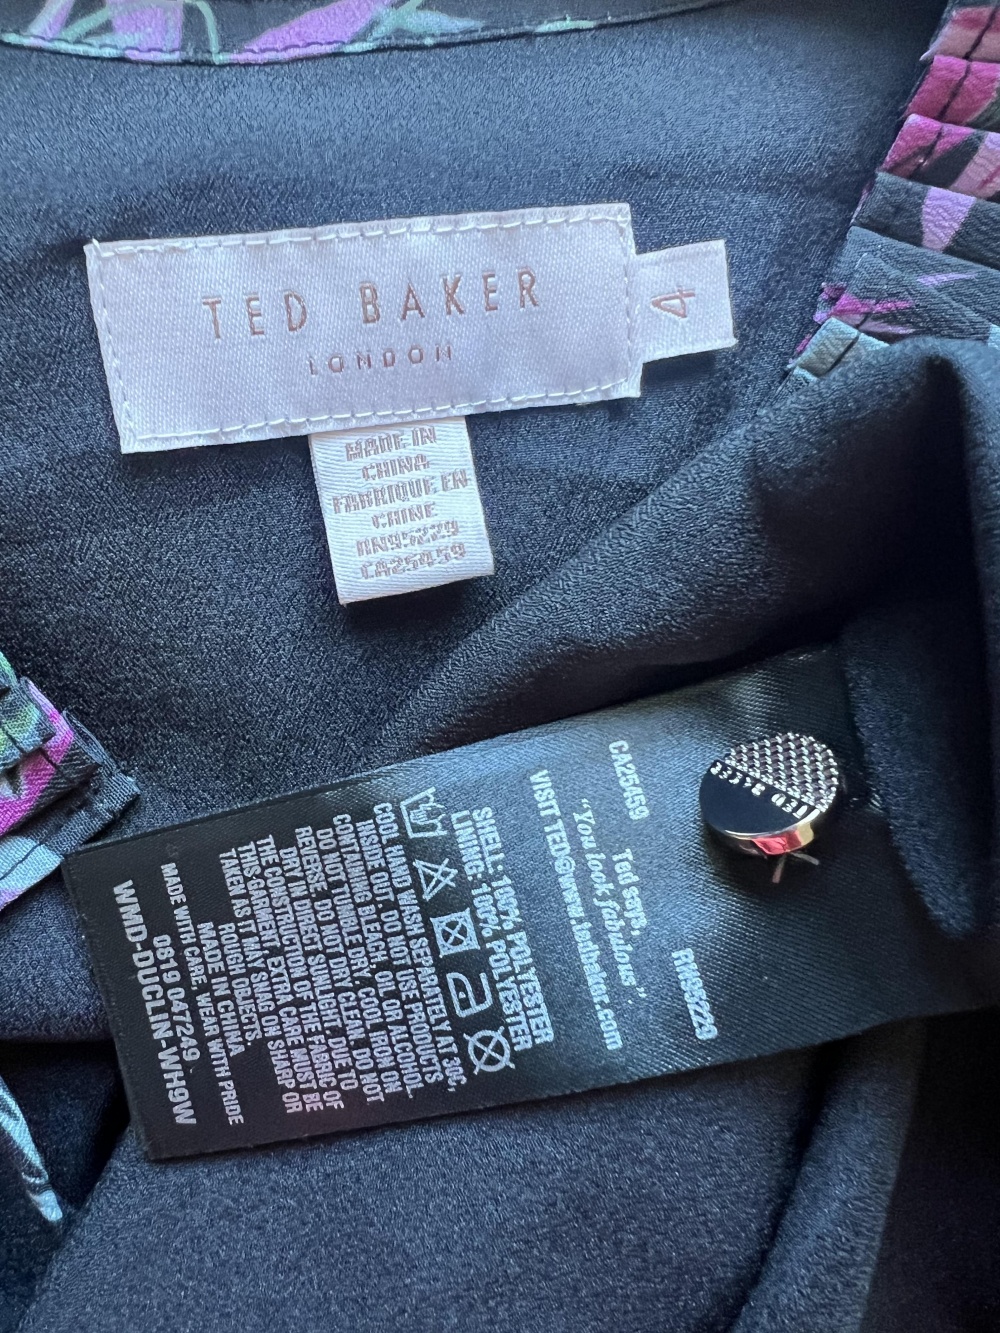 TED BAKER
LONDON
4
MADE IN
CHINA
FABRIQUE EN
CHINE
RN95229
CA25459
CA25459
RN95229
Ted says,
"You look fabulous"
VISIT TED@www.tedbaker.com
SHELL: 100% POLYESTER
LINING: 100% POLYESTER
COOL HAND WASH SEPARATELY AT 30C,
INSIDE OUT. DO NOT USE PRODUCTS
CONTAINING BLEACH, OIL OR ALCOHOL.
DO NOT TUMBLE DRY, COOL IRON ON
REVERSE. DO NOT DRY CLEAN. DO NOT
DRY IN DIRECT SUNLIGHT. DUE TO
THE CONSTRUCTION OF THE FABRIC OF
THIS GARMENT, EXTRA CARE MUST BE
TAKEN AS IT MAY SNAG ON SHARP OR
ROUGH OBJECTS.
MADE IN CHINA
MADE WITH CARE, WEAR WITH PRIDE
0619 047249
WMD-DUCLIN-WH9W
TED BAKER